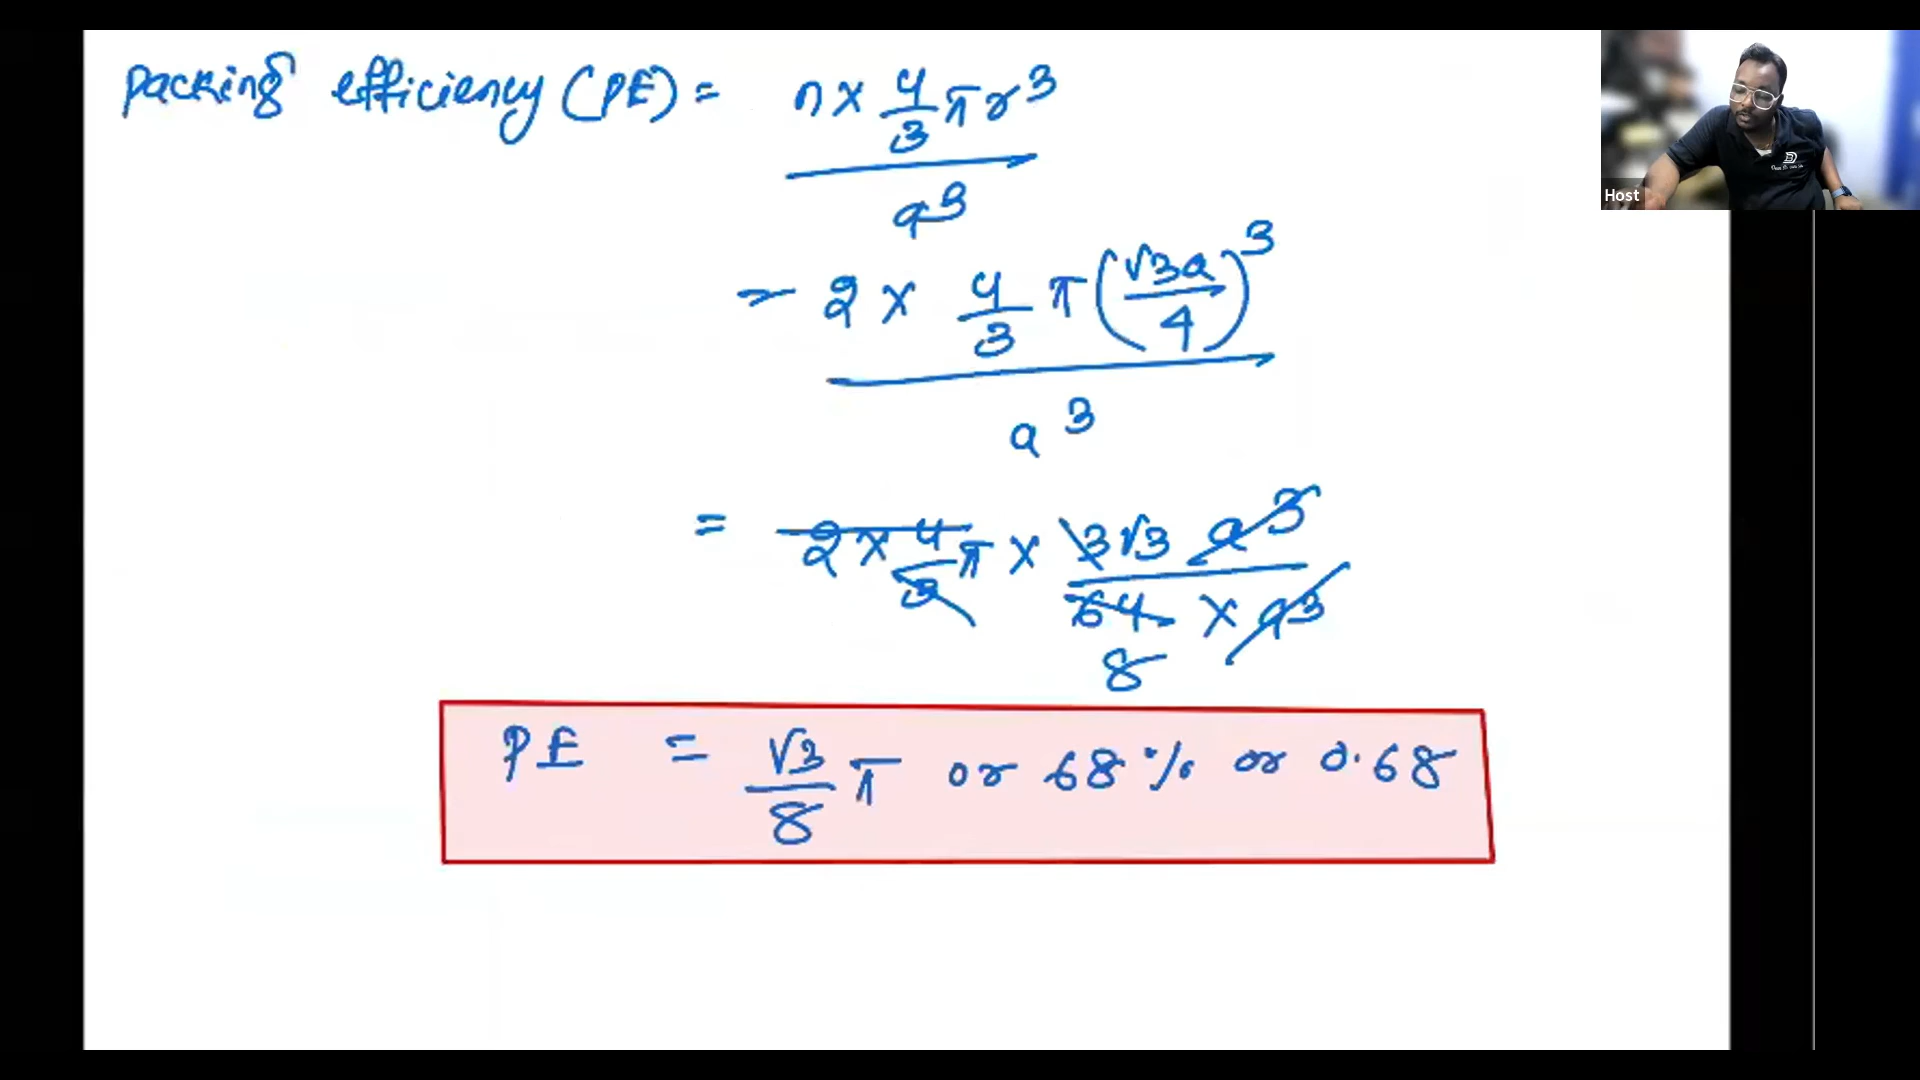 Packing efficiency (PE) = n × 4/3 π r³
a³
= 2 × 4/3 π (√3a/4)³
a³
= 2 × 4/3 π × 3√3 a³
64 × a³
8
PE = √3/8 π or 68% or 0.68
Host